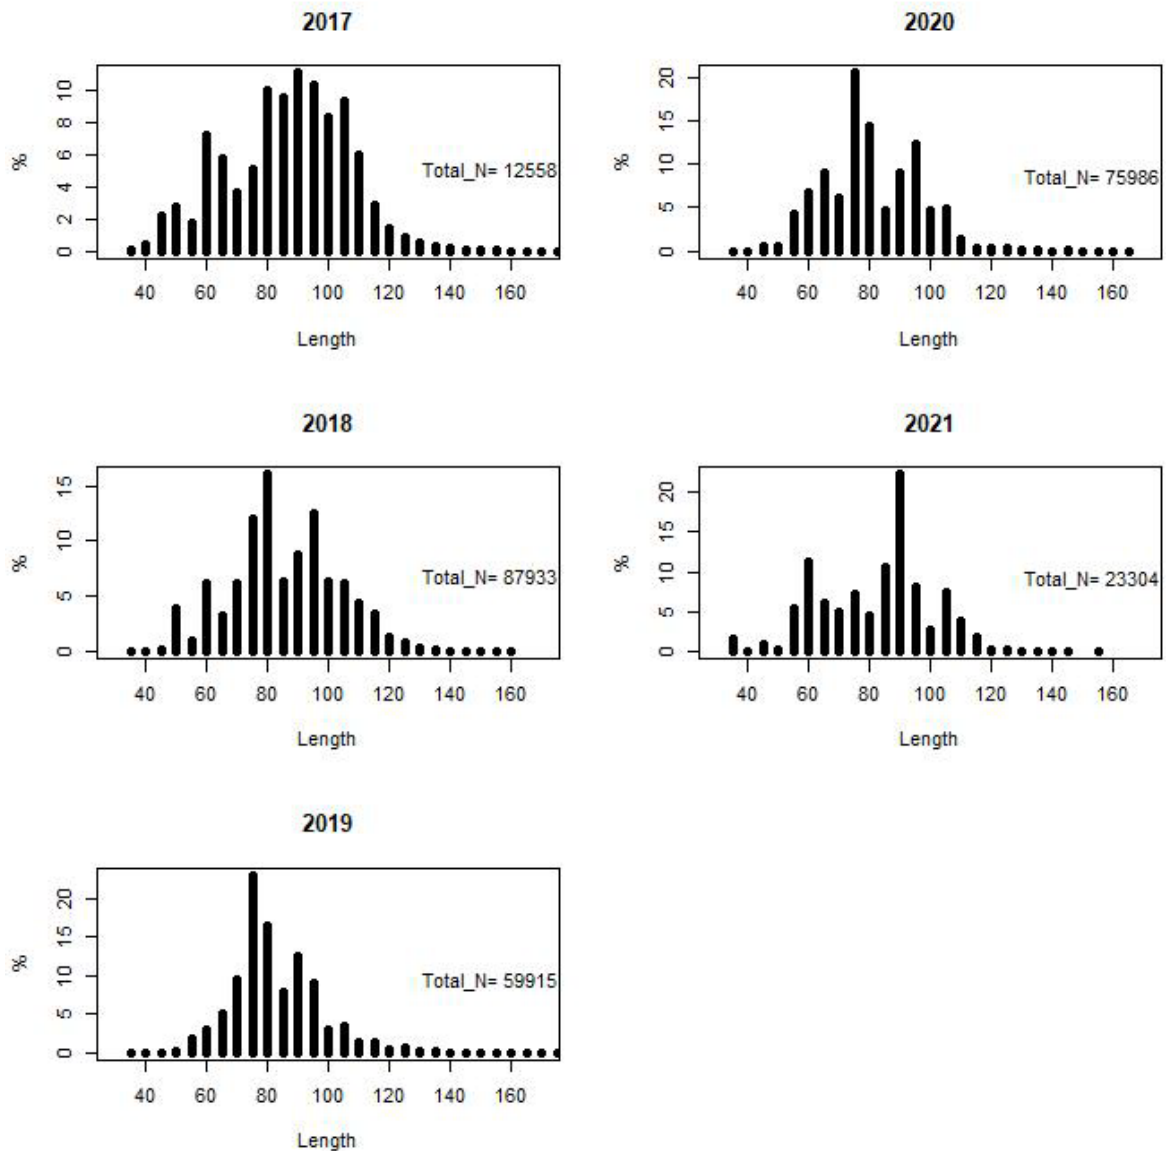 2017
%
0 2 4 6 8 10
Total_N= 12558
40 60 80 100 120 140 160
Length
2020
%
0 5 10 15 20
Total_N= 75986
40 60 80 100 120 140 160
Length
2018
%
0 5 10 15
Total_N= 87933
40 60 80 100 120 140 160
Length
2021
%
0 5 10 15 20
Total_N= 23304
40 60 80 100 120 140 160
Length
2019
%
0 5 10 15 20
Total_N= 59915
40 60 80 100 120 140 160
Length